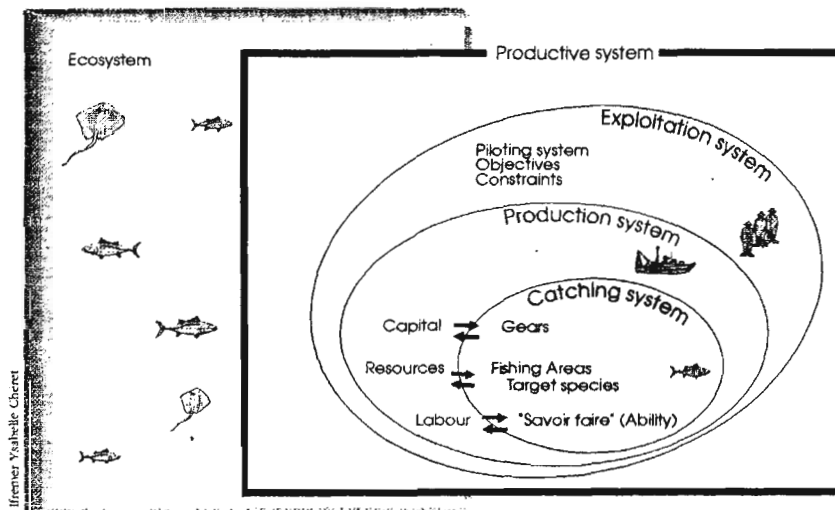 Ecosystem
Productive system
Exploitation system
Piloting system
Objectives
Constraints
Production system
Catching system
Capital
Gears
Resources
Fishing Areas
Target species
Labour
"Savoir faire" (Ability)
Ifremer Ysabelle Cheret